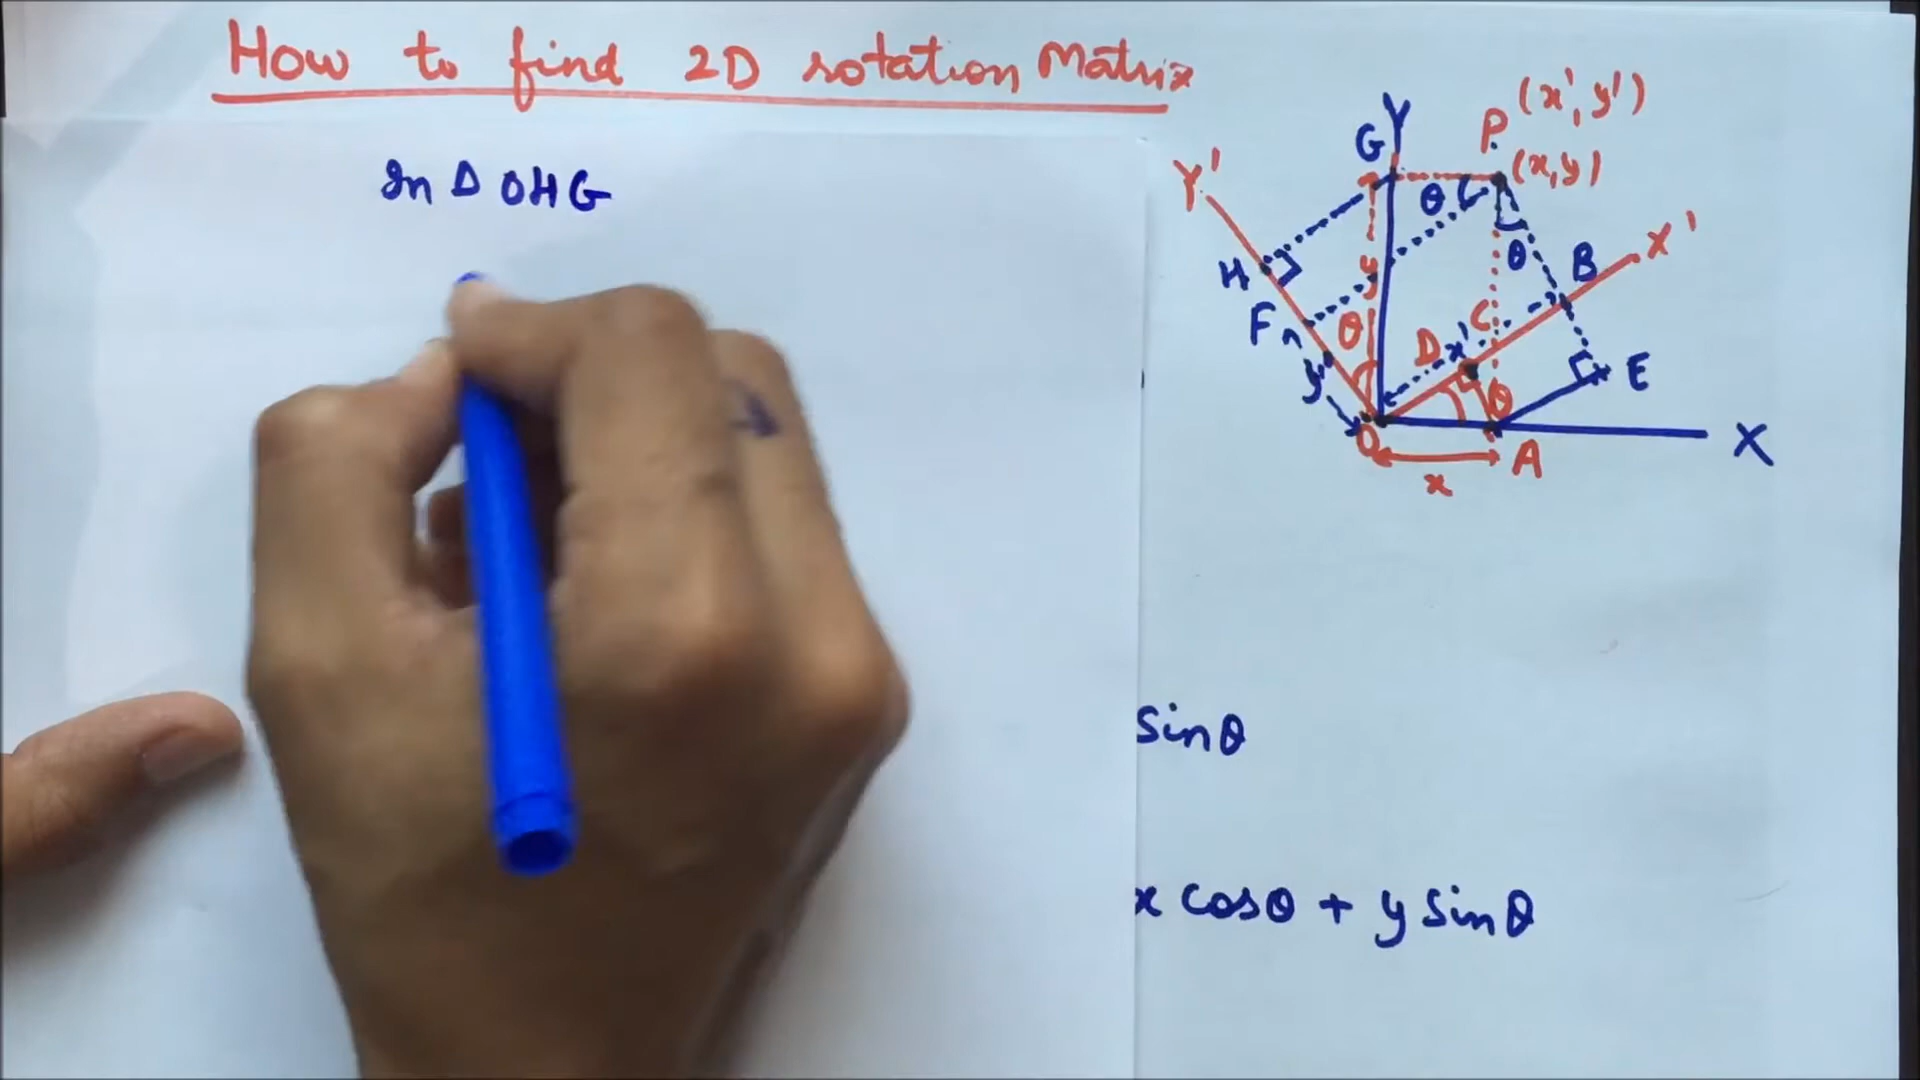 How to find 2D rotation Matrix
In Δ OHG
sinθ
x cosθ + y sinθ
P (x', y')
(x, y)
G Y
Y'
θ
X'
H
y
θ
B
F
θ
D x' C
E
y'
θ
O
A
X
x